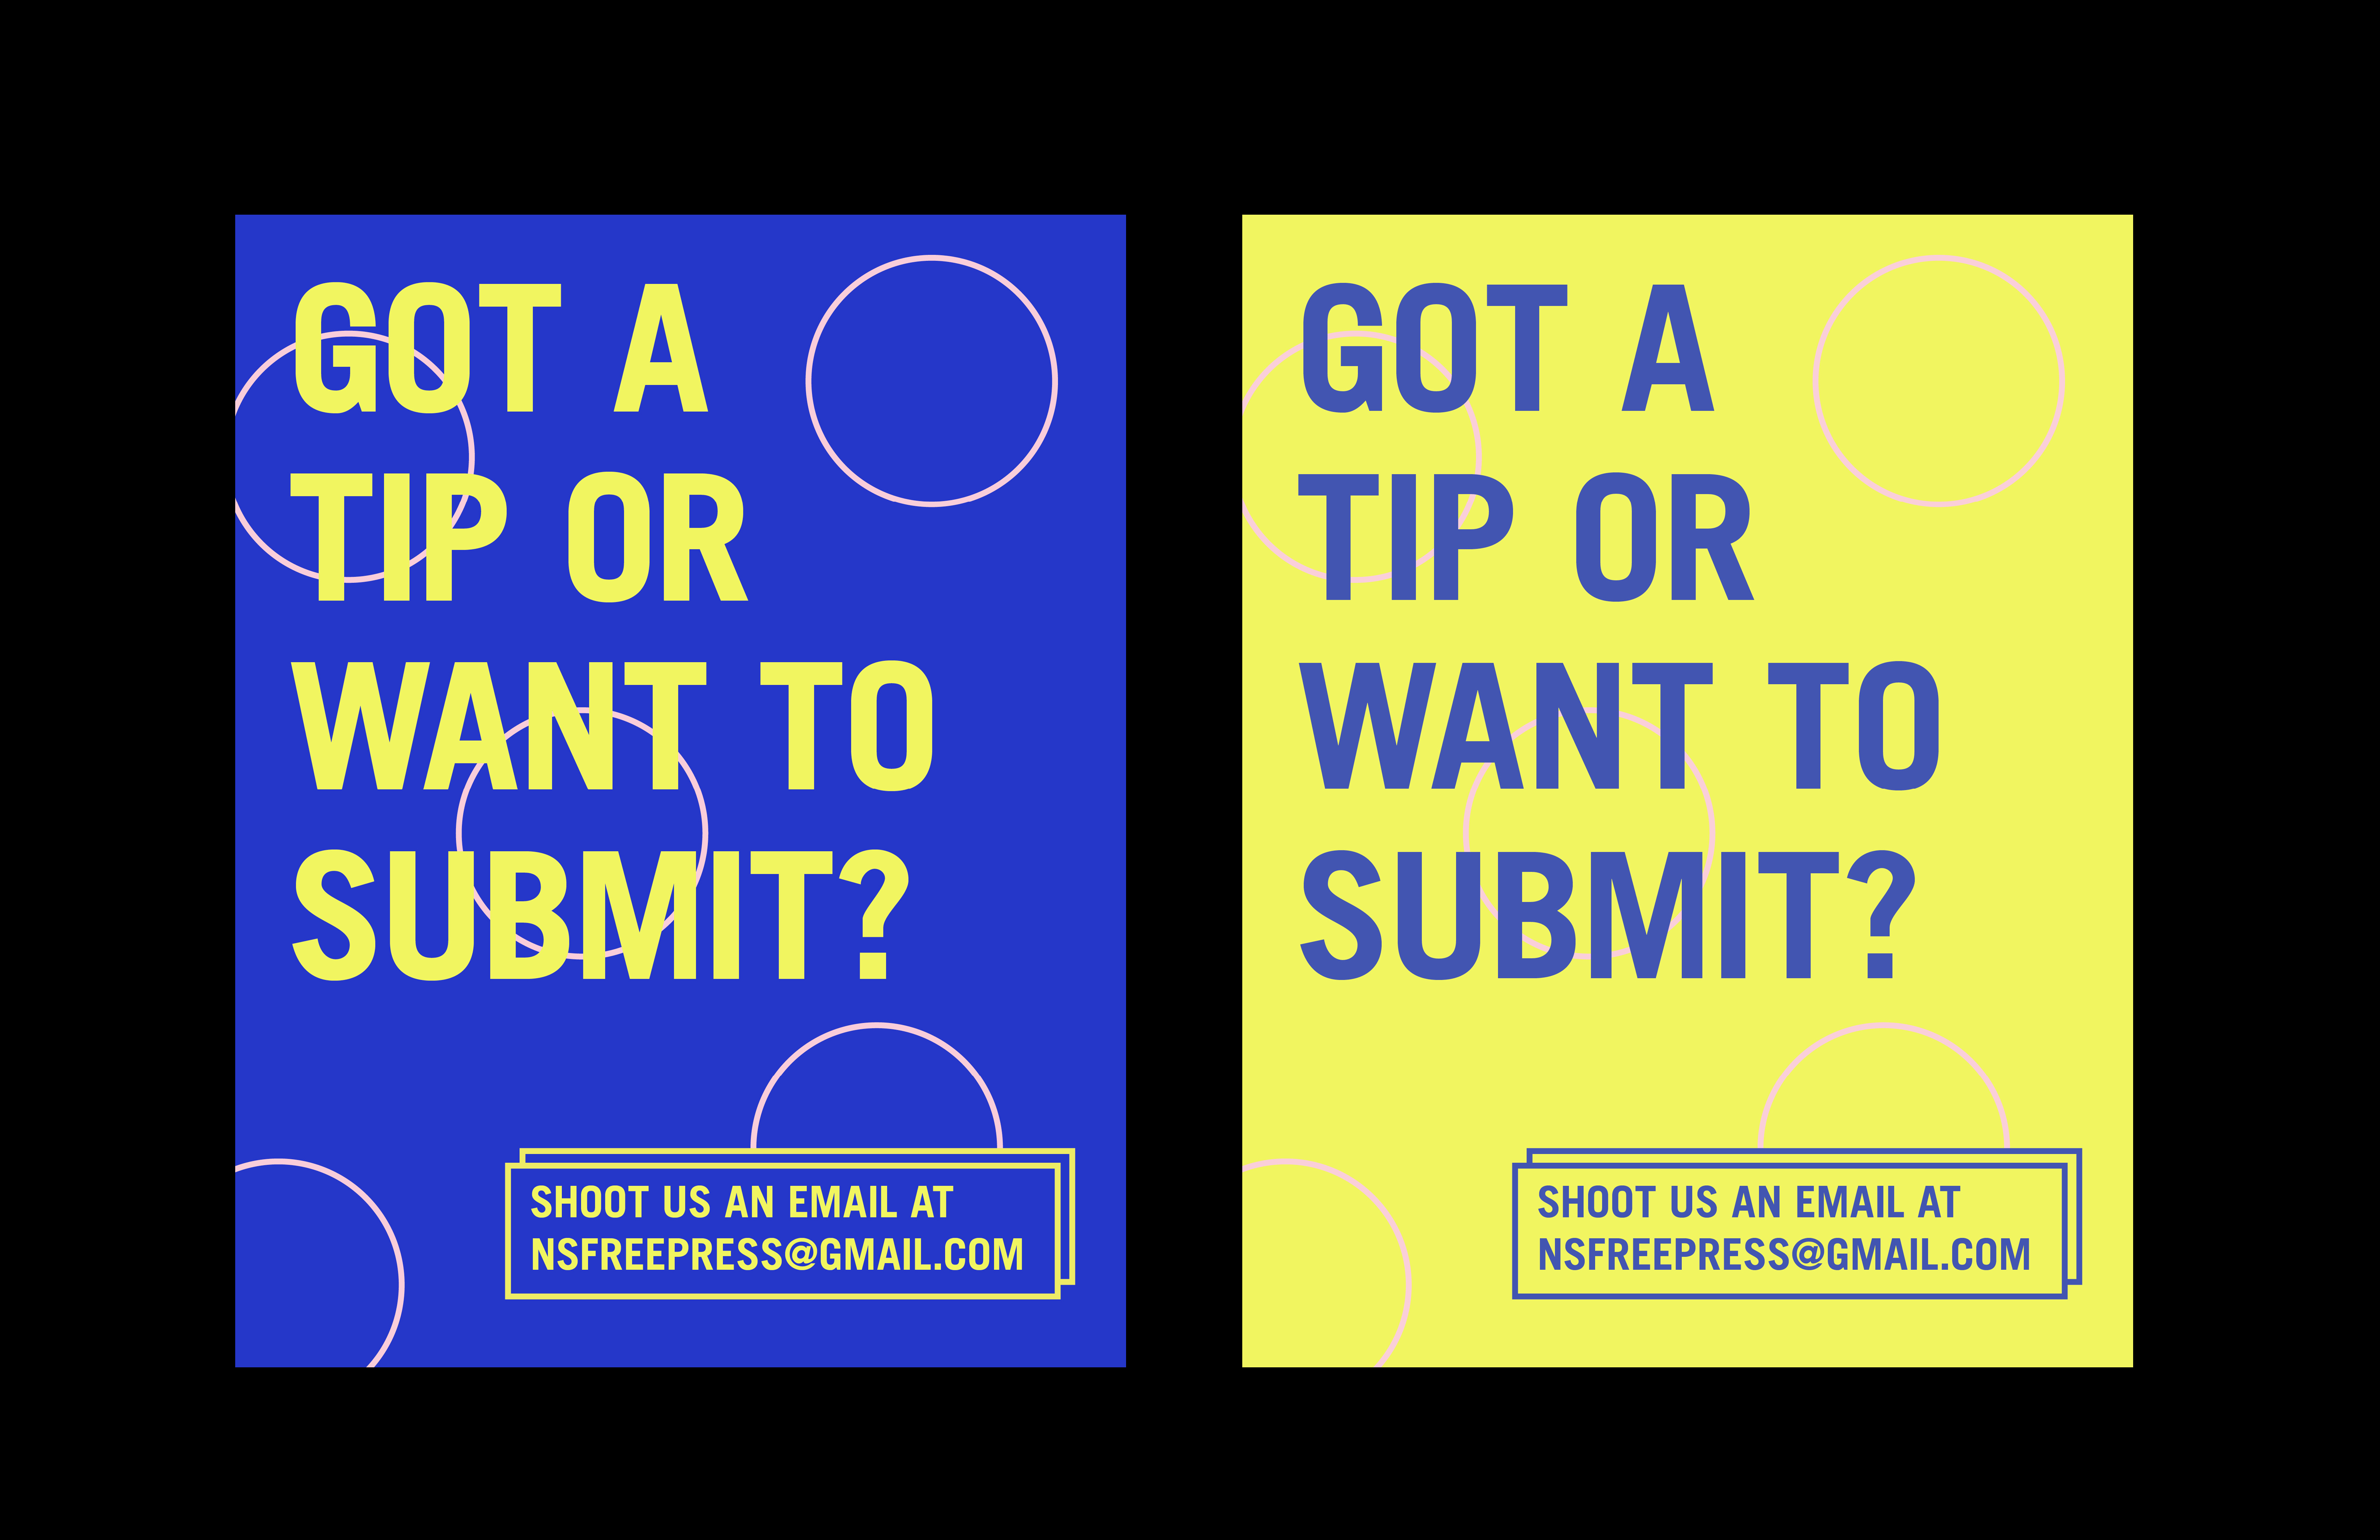 GOT A
TIP OR
WANT TO
SUBMIT?
SHOOT US AN EMAIL AT
NSFREEPRESS@GMAIL.COM
GOT A
TIP OR
WANT TO
SUBMIT?
SHOOT US AN EMAIL AT
NSFREEPRESS@GMAIL.COM